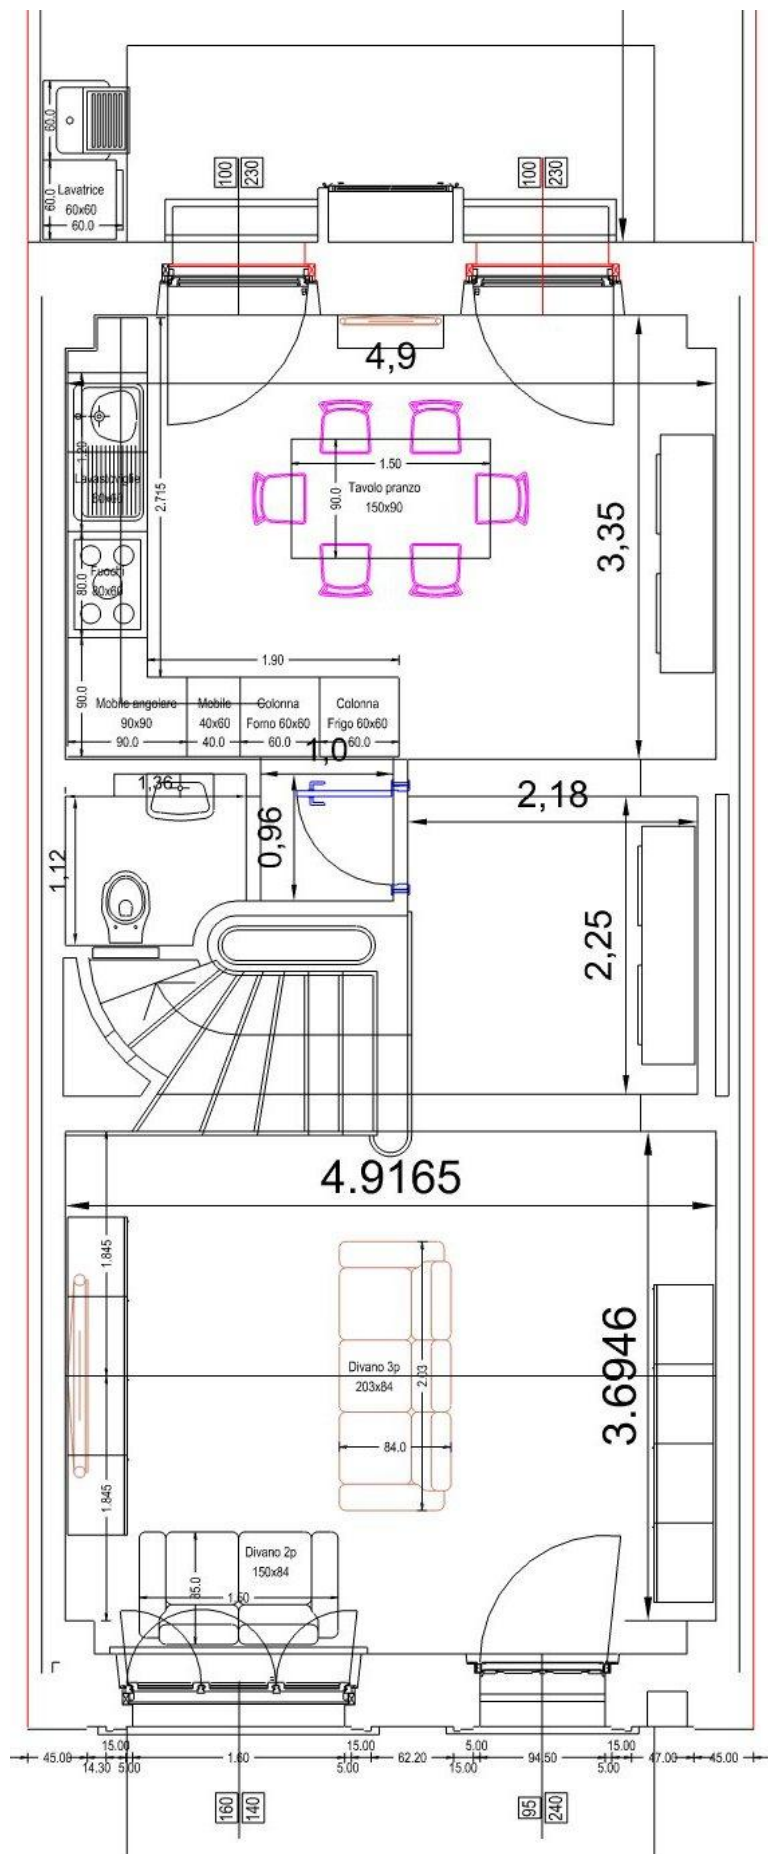 60.0
Lavatrice
60x60
60.0
60.0
100 230
100 230
4,9
1.20
Lavastoviglie
60x60
2.715
1.50
90.0
Tavolo pranzo
150x90
3,35
80.0
Fuochi
80x60
1.90
90.0
Mobile angolare
90x90
90.0
Mobile
40x60
40.0
Colonna
Forno 60x60
60.0
Colonna
Frigo 60x60
60.0
1,0
1,36
0,96
2,18
1,12
2,25
4.9165
1.845
3.6946
Divano 3p
203x84
2.03
84.0
1.845
Divano 2p
150x84
85.0
1.50
15.00 15.00 5.00 15.00
45.00 1.60 62.20 94.50 47.00 45.00
14.30 5.00 5.00 15.00 5.00
160 140
95 240